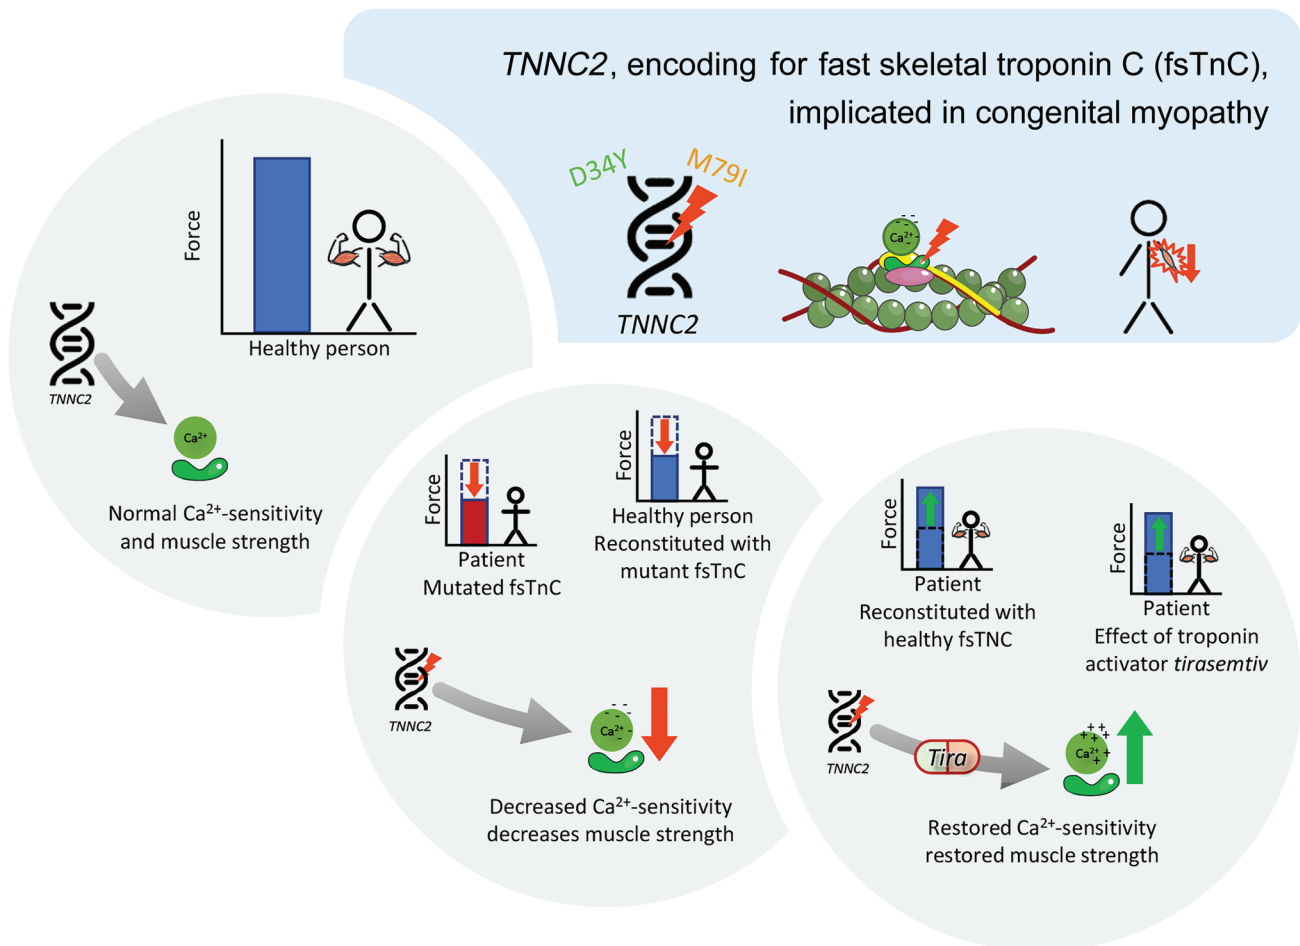 TNNC2, encoding for fast skeletal troponin C (fsTnC),
implicated in congenital myopathy
D34Y
M79I
TNNC2
Ca²⁺
Force
Healthy person
TNNC2
Ca²⁺
Normal Ca²⁺-sensitivity
and muscle strength
Force
Patient
Mutated fsTnC
Force
Healthy person
Reconstituted with
mutant fsTnC
TNNC2
Ca²⁺
Decreased Ca²⁺-sensitivity
decreases muscle strength
Force
Patient
Reconstituted with
healthy fsTNC
Force
Patient
Effect of troponin
activator tirasemtiv
TNNC2
Tira
Ca²⁺
Restored Ca²⁺-sensitivity
restored muscle strength